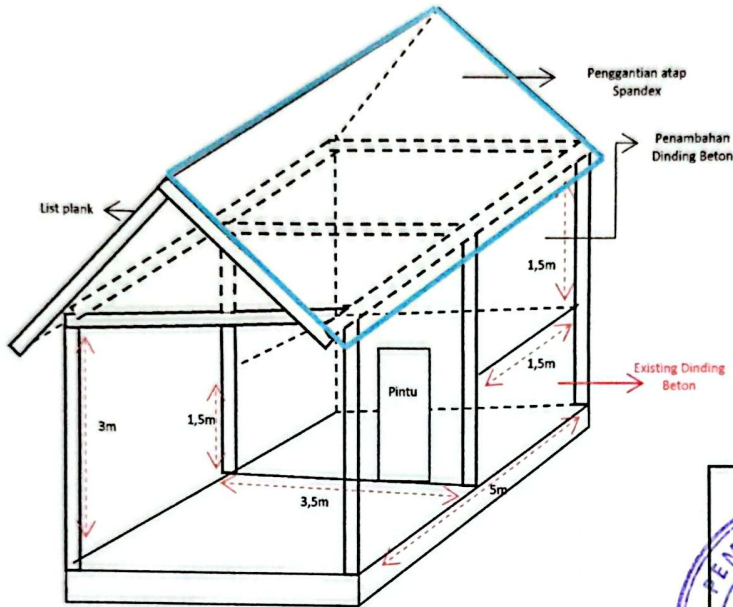 Penggantian atap
Spandex
Penambahan
Dinding Beton
List plank
1,5m
1,5m
Existing Dinding
Beton
Pintu
3m
1,5m
3,5m
5m